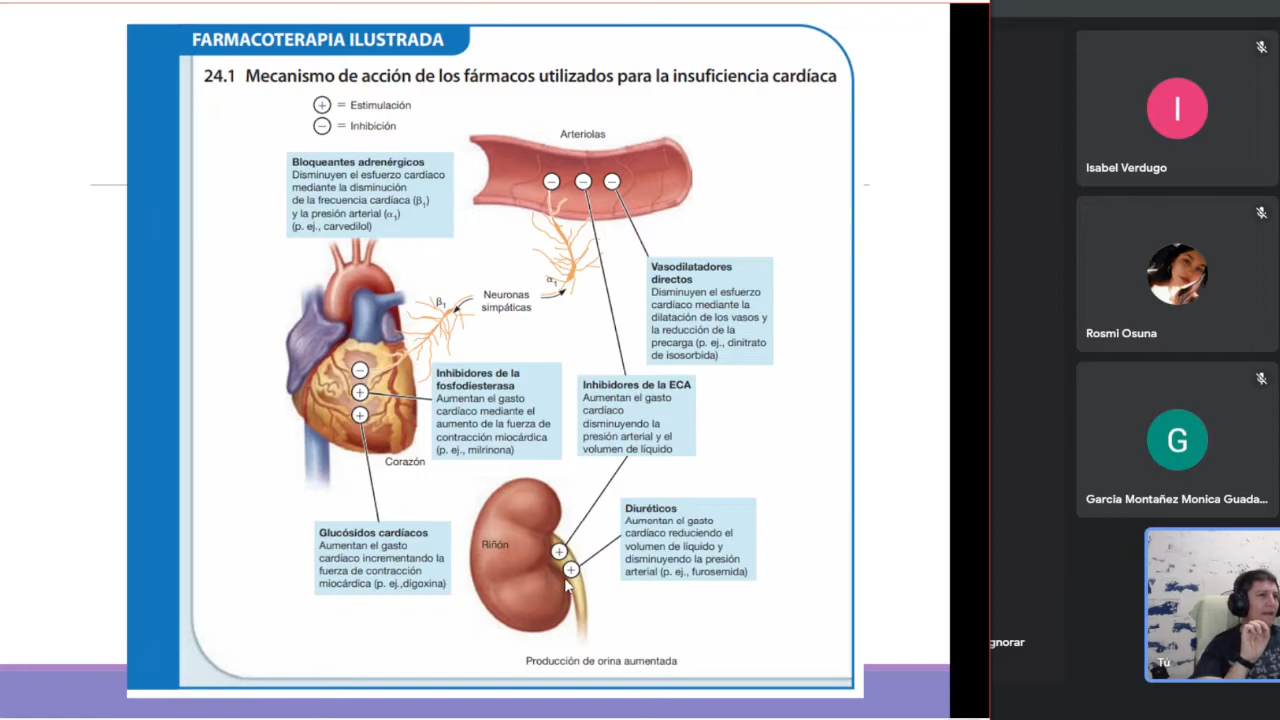 FARMACOTERAPIA ILUSTRADA
24.1 Mecanismo de acción de los fármacos utilizados para la insuficiencia cardíaca
+ = Estimulación
− = Inhibición
Arteriolas
Bloqueantes adrenérgicos
Disminuyen el esfuerzo cardíaco
mediante la disminución
de la frecuencia cardíaca (β₁)
y la presión arterial (α₁)
(p. ej., carvedilol)
Vasodilatadores
directos
Disminuyen el esfuerzo
cardíaco mediante la
dilatación de los vasos y
la reducción de la
precarga (p. ej., dinitrato
de isosorbida)
α₁
β₁
Neuronas
simpáticas
Inhibidores de la
fosfodiesterasa
Aumentan el gasto
cardíaco mediante el
aumento de la fuerza de
contracción miocárdica
(p. ej., milrinona)
Inhibidores de la ECA
Aumentan el gasto
cardíaco
disminuyendo la
presión arterial y el
volumen de líquido
Corazón
Glucósidos cardíacos
Aumentan el gasto
cardíaco incrementando la
fuerza de contracción
miocárdica (p. ej.,digoxina)
Riñón
Diuréticos
Aumentan el gasto
cardíaco reduciendo el
volumen de líquido y
disminuyendo la presión
arterial (p. ej., furosemida)
Producción de orina aumentada
I
Isabel Verdugo
Rosmi Osuna
G
Garcia Montañez Monica Guada...
gnorar
Tú